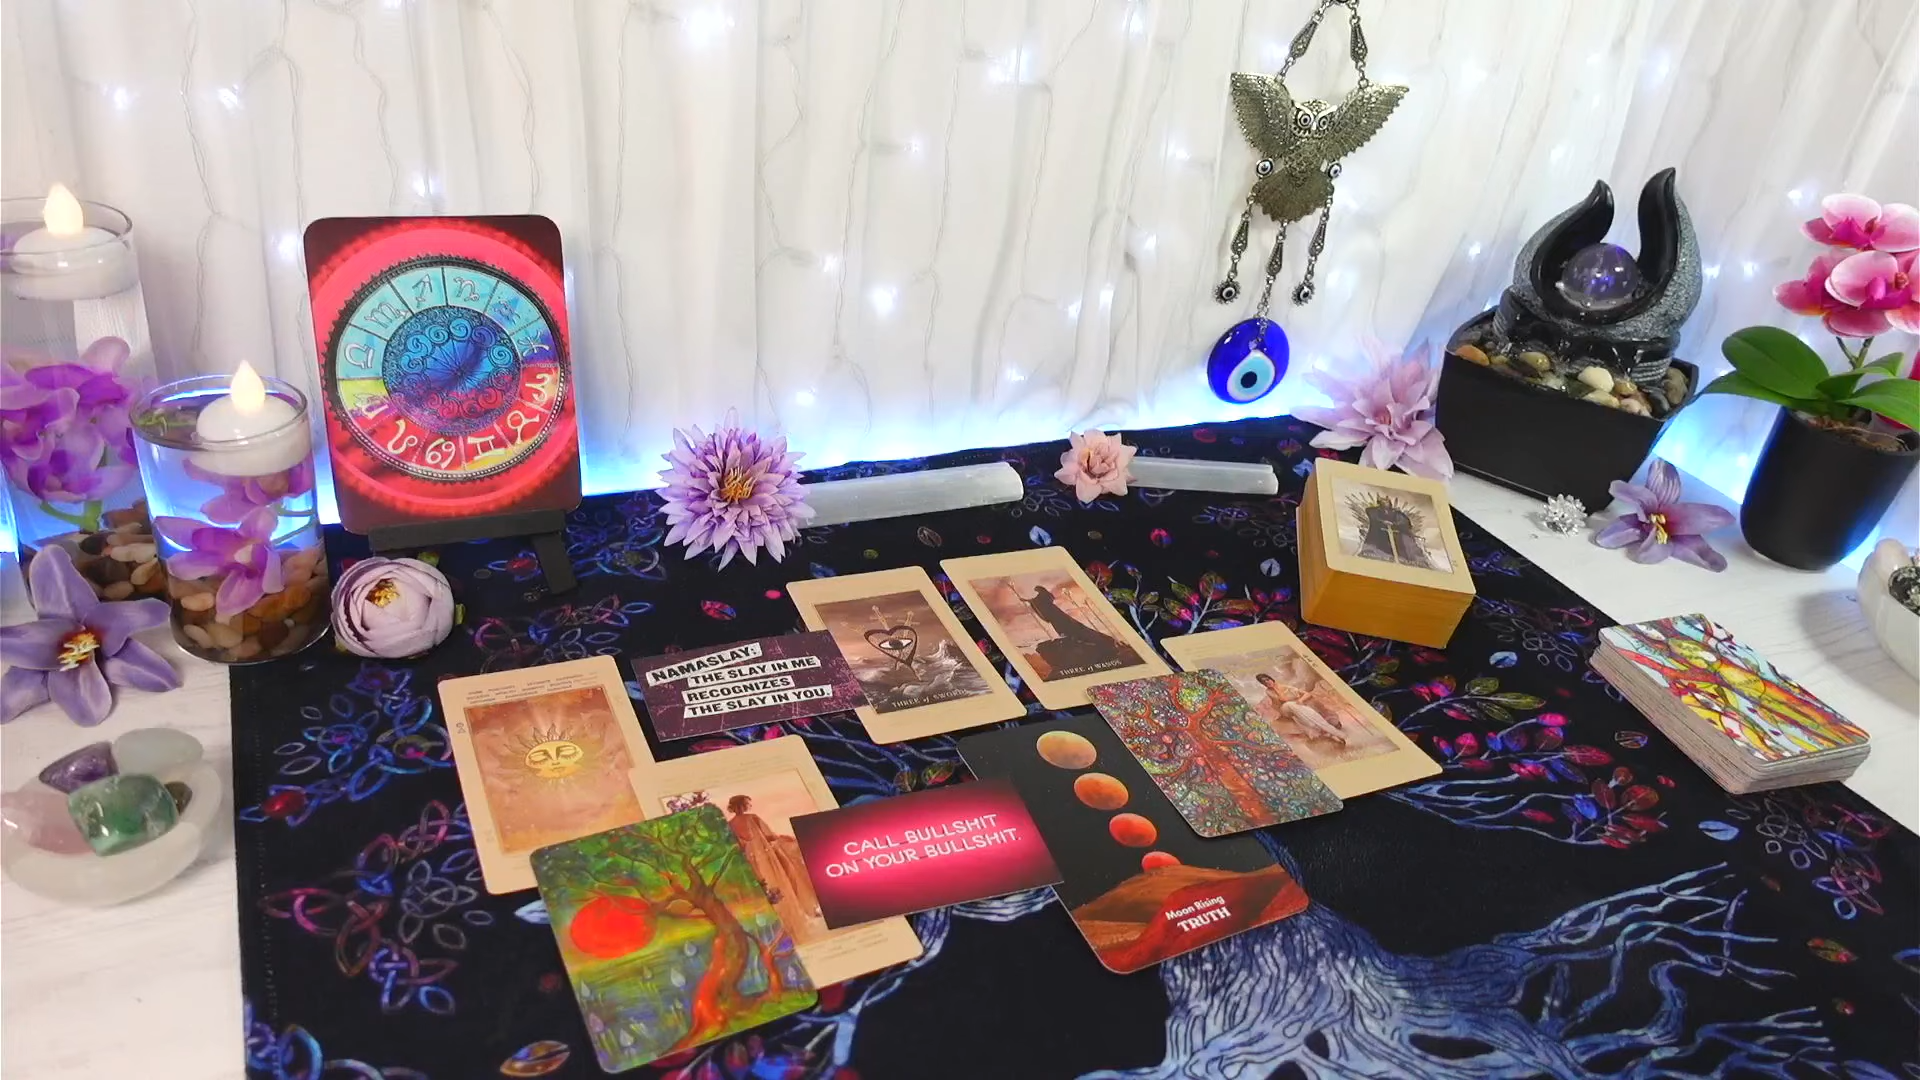 NAMASLAY:
THE SLAY IN ME
RECOGNIZES
THE SLAY IN YOU.
THREE of SWORDS
THREE of WANDS
CALL BULLSHIT
ON YOUR BULLSHIT.
Moon Rising
TRUTH